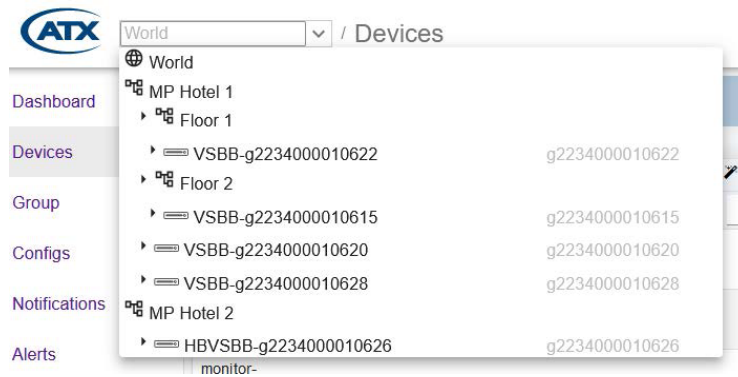 ATX
World / Devices
World
MP Hotel 1
Dashboard
Floor 1
Devices
VSBB-g2234000010622 g2234000010622
Floor 2
Group
VSBB-g2234000010615 g2234000010615
Configs
VSBB-g2234000010620 g2234000010620
VSBB-g2234000010628 g2234000010628
Notifications
MP Hotel 2
Alerts
HBVSBB-g2234000010626 g2234000010626
monitor-